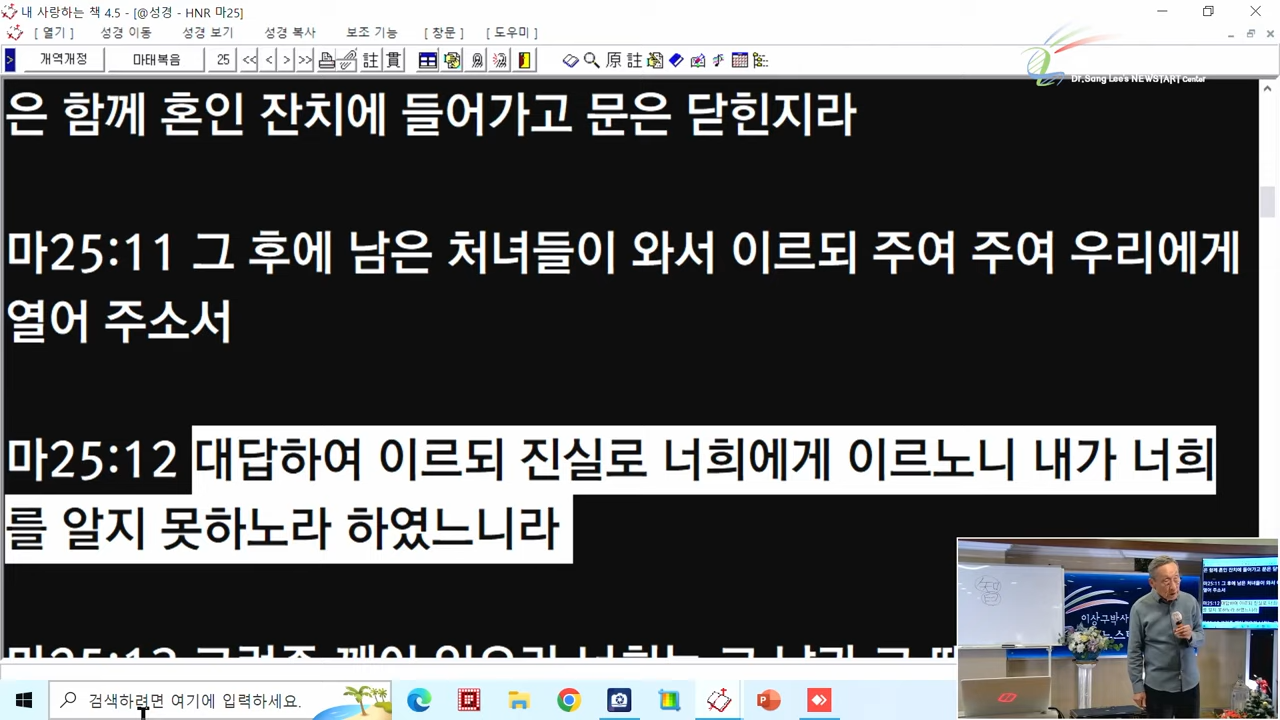 내 사랑하는 책 4.5 - [@성경 - HNR 마25]
[ 열기 ] 성경 이동 성경 보기 성경 복사 보조 기능 [ 창문 ] [ 도우미 ]
개역개정 마태복음 25 << < > >> 註 貫 原 註
Dr.Sang Lee's NEWSTART Center
은 함께 혼인 잔치에 들어가고 문은 닫힌지라
마25:11 그 후에 남은 처녀들이 와서 이르되 주여 주여 우리에게
열어 주소서
마25:12 대답하여 이르되 진실로 너희에게 이르노니 내가 너희
를 알지 못하노라 하였느니라
이상구박사
검색하려면 여기에 입력하세요.